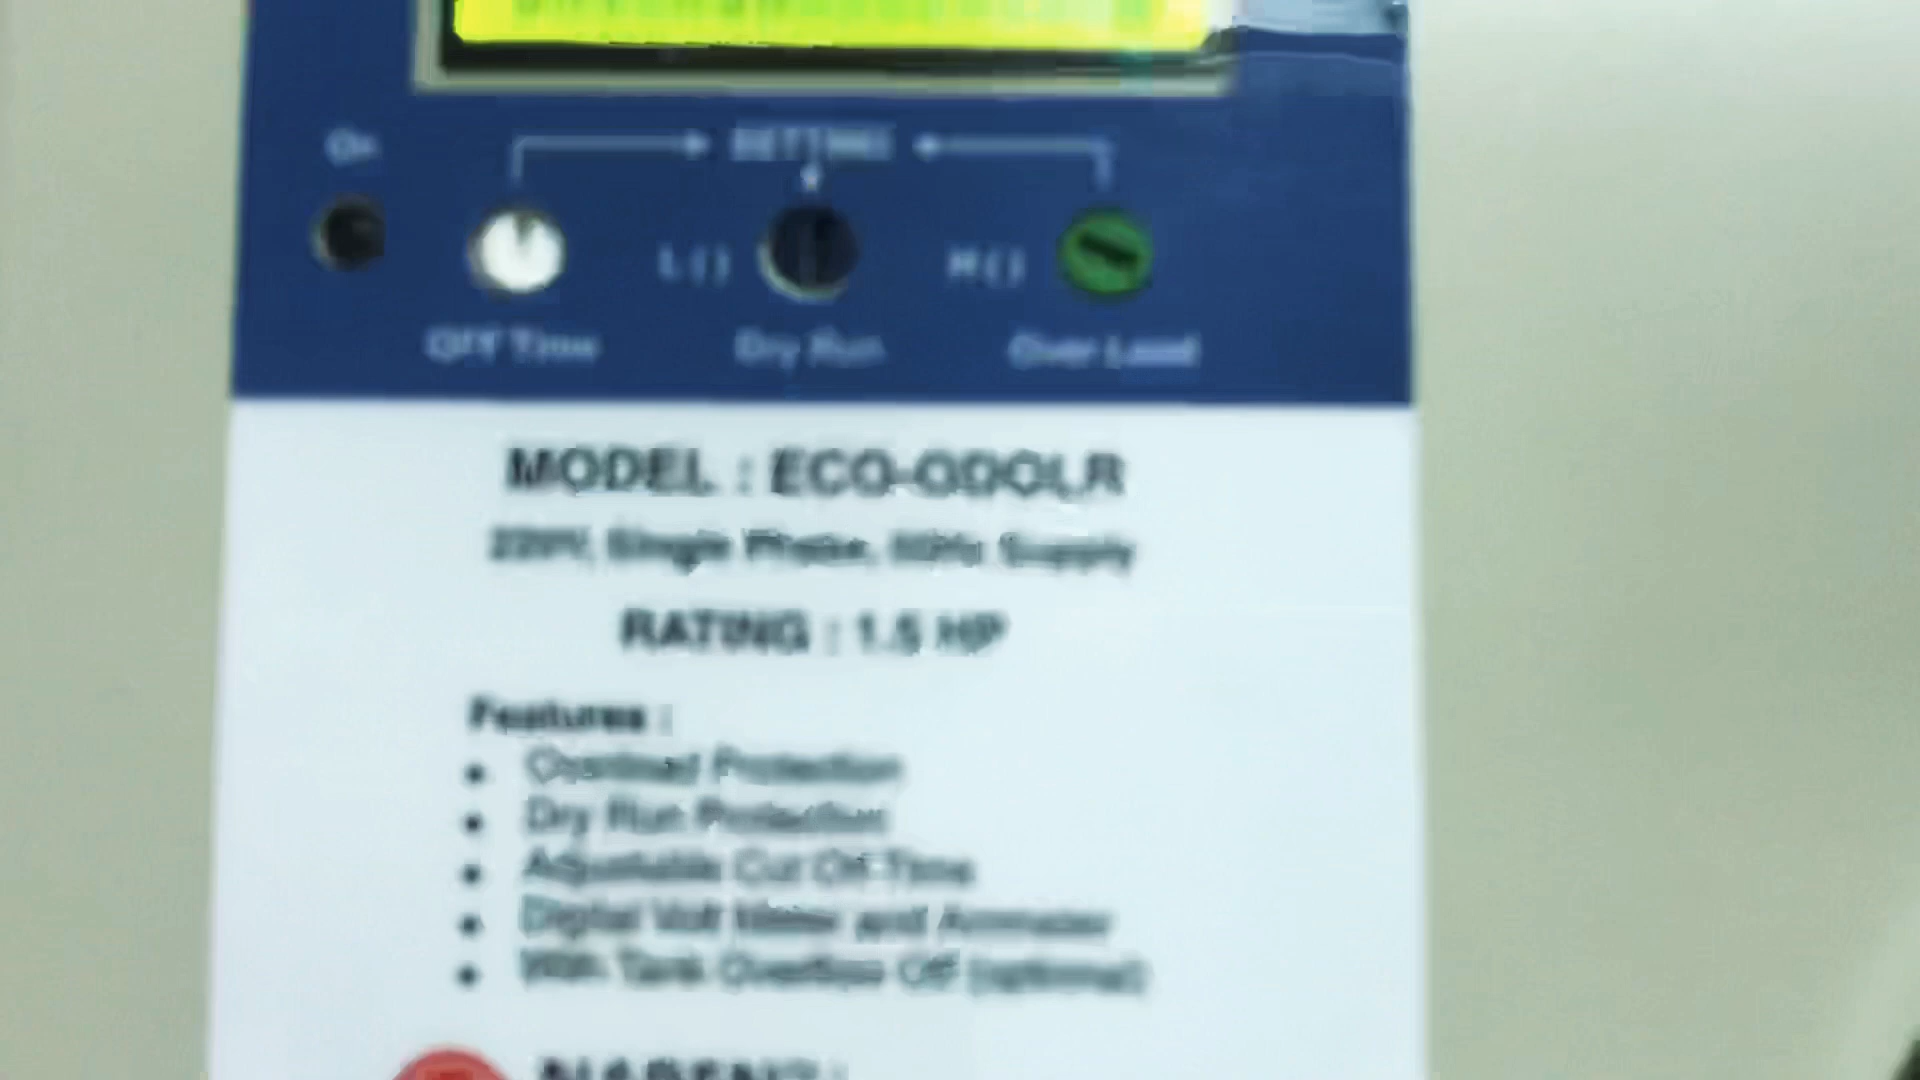 On
SETTING
L () H ()
Off Time Dry Run Over Load
MODEL : ECO-GDOLR
220V, Single Phase, 50Hz Supply
RATING : 1.5 HP
Features :
• Overload Protection
• Dry Run Protection
• Adjustable Cut Off Time
• Digital Volt Meter and Ammeter
• With Tank Overflow Off (optional)